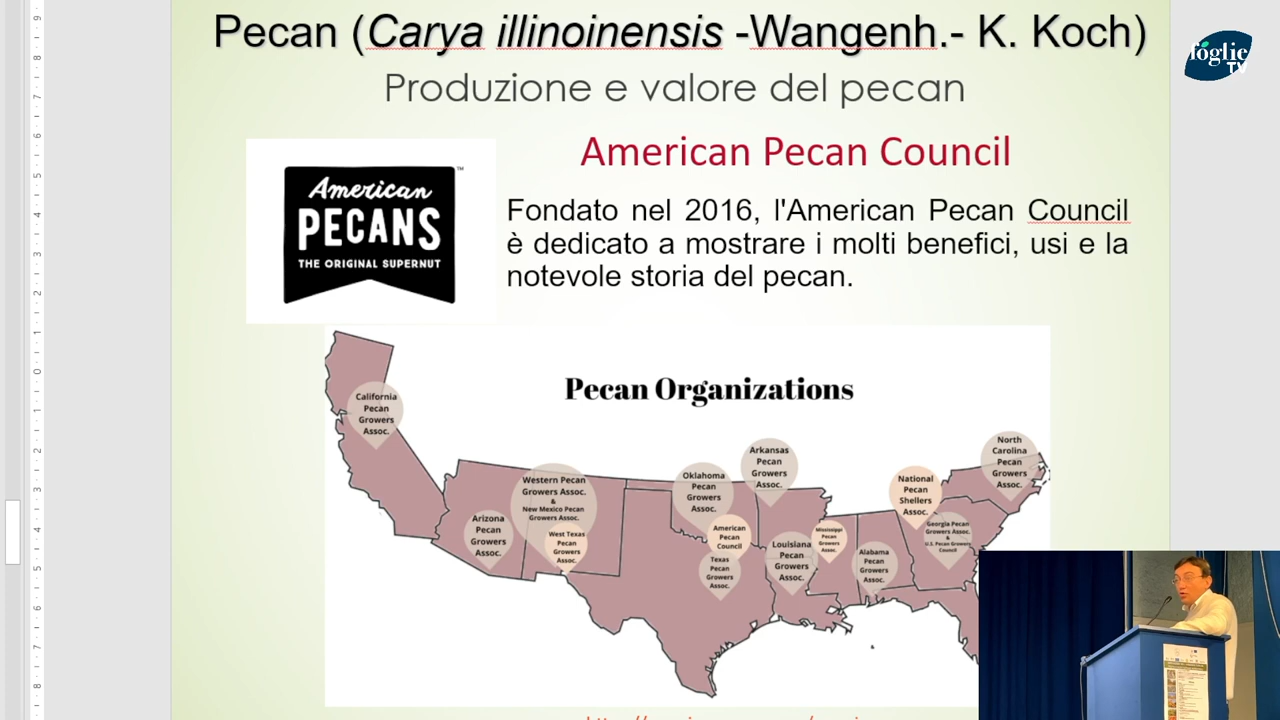 Pecan (Carya illinoinensis -Wangenh.- K. Koch)
foglie
TV
Produzione e valore del pecan
American Pecan Council
American
PECANS
THE ORIGINAL SUPERNUT
TM
Fondato nel 2016, l'American Pecan Council
è dedicato a mostrare i molti benefici, usi e la
notevole storia del pecan.
Pecan Organizations
California
Pecan
Growers
Assoc.
Arizona
Pecan
Growers
Assoc.
Western Pecan
Growers Assoc.
&
New Mexico Pecan
Growers Assoc.
West Texas
Pecan
Growers
Assoc.
Oklahoma
Pecan
Growers
Assoc.
American
Pecan
Council
Texas
Pecan
Growers
Assoc.
Arkansas
Pecan
Growers
Assoc.
Louisiana
Pecan
Growers
Assoc.
Mississippi
Pecan
Growers
Assoc.
Alabama
Pecan
Growers
Assoc.
National
Pecan
Shellers
Assoc.
Georgia Pecan
Growers Assoc.
&
U.S. Pecan Growers
Council
North
Carolina
Pecan
Growers
Assoc.